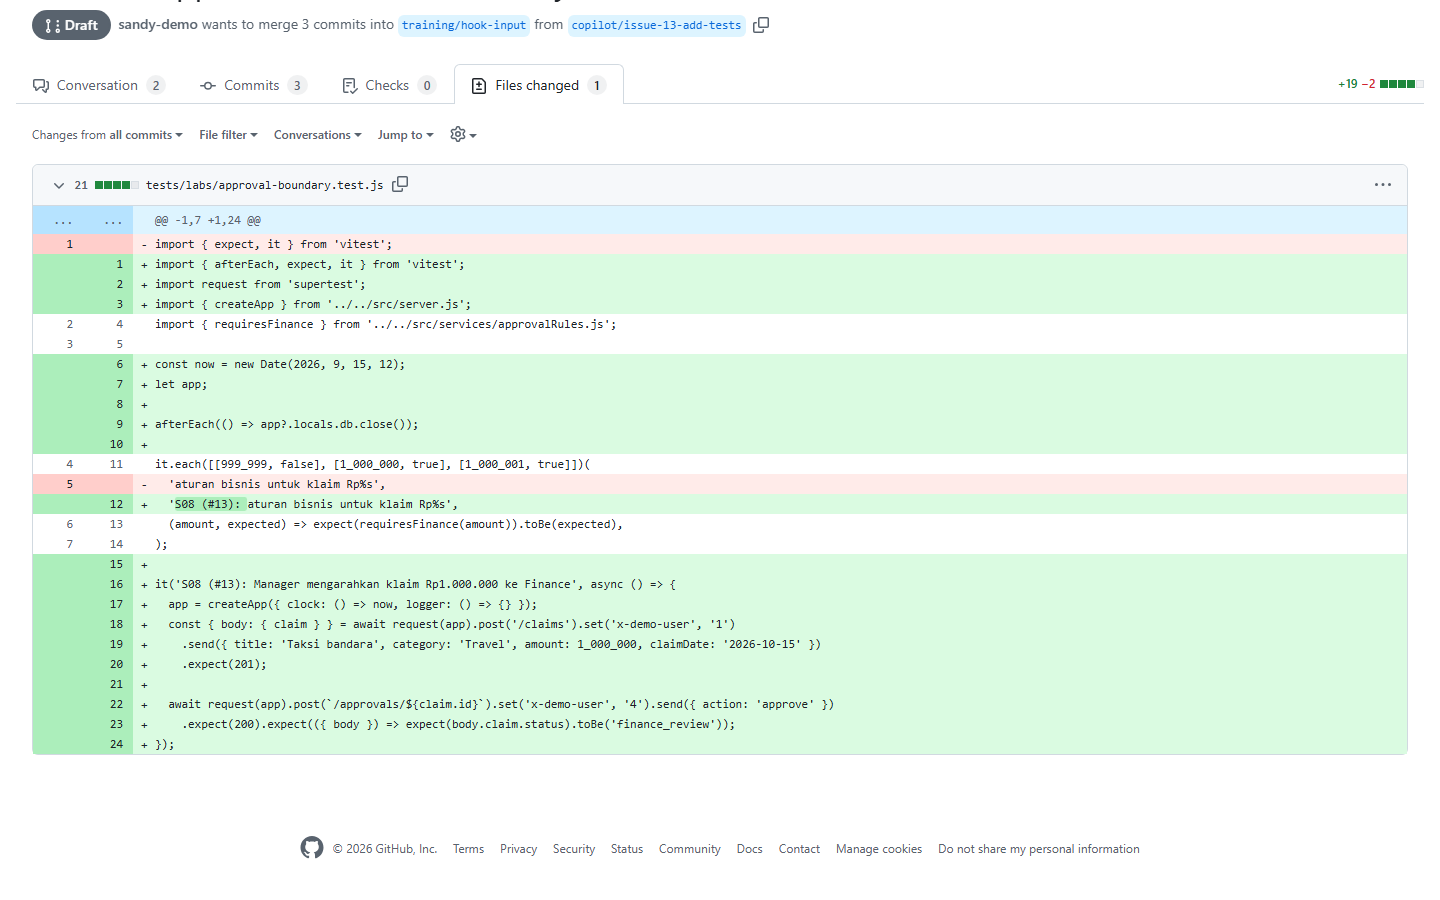 Draft sandy-demo wants to merge 3 commits into training/hook-input from copilot/issue-13-add-tests
Conversation 2 Commits 3 Checks 0 Files changed 1 +19 −2
Changes from all commits File filter Conversations Jump to
21 tests/labs/approval-boundary.test.js
... ... @@ -1,7 +1,24 @@
1 - import { expect, it } from 'vitest';
1 + import { afterEach, expect, it } from 'vitest';
2 + import request from 'supertest';
3 + import { createApp } from '../../src/server.js';
2 4 import { requiresFinance } from '../../src/services/approvalRules.js';
3 5
6 + const now = new Date(2026, 9, 15, 12);
7 + let app;
8 +
9 + afterEach(() => app?.locals.db.close());
10 +
4 11 it.each([[999_999, false], [1_000_000, true], [1_000_001, true]])(
5 - 'aturan bisnis untuk klaim Rp%s',
12 + 'S08 (#13): aturan bisnis untuk klaim Rp%s',
6 13 (amount, expected) => expect(requiresFinance(amount)).toBe(expected),
7 14 );
15 +
16 + it('S08 (#13): Manager mengarahkan klaim Rp1.000.000 ke Finance', async () => {
17 + app = createApp({ clock: () => now, logger: () => {} });
18 + const { body: { claim } } = await request(app).post('/claims').set('x-demo-user', '1')
19 + .send({ title: 'Taksi bandara', category: 'Travel', amount: 1_000_000, claimDate: '2026-10-15' })
20 + .expect(201);
21 +
22 + await request(app).post(`/approvals/${claim.id}`).set('x-demo-user', '4').send({ action: 'approve' })
23 + .expect(200).expect(({ body }) => expect(body.claim.status).toBe('finance_review'));
24 + });
© 2026 GitHub, Inc. Terms Privacy Security Status Community Docs Contact Manage cookies Do not share my personal information